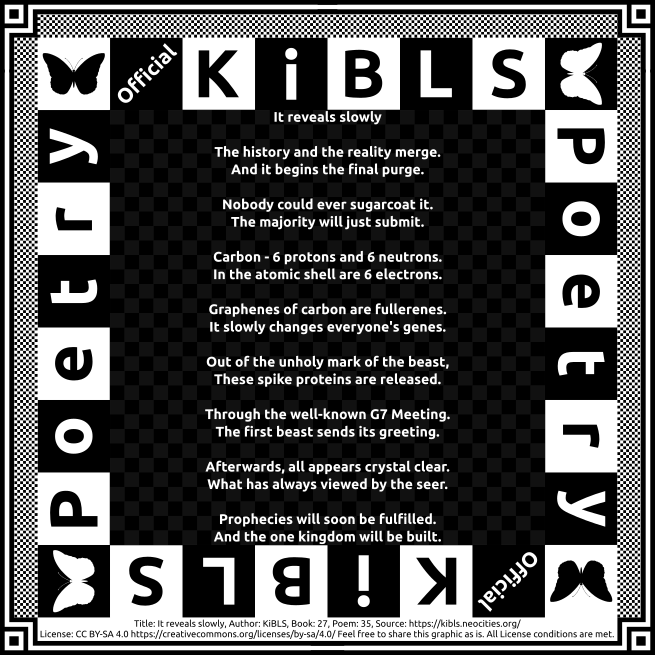 Official KiBLS
Poetry
It reveals slowly
The history and the reality merge.
And it begins the final purge.
Nobody could ever sugarcoat it.
The majority will just submit.
Carbon - 6 protons and 6 neutrons.
In the atomic shell are 6 electrons.
Graphenes of carbon are fullerenes.
It slowly changes everyone's genes.
Out of the unholy mark of the beast,
These spike proteins are released.
Through the well-known G7 Meeting.
The first beast sends its greeting.
Afterwards, all appears crystal clear.
What has always viewed by the seer.
Prophecies will soon be fulfilled.
And the one kingdom will be built.
Official KiBLS
Poetry
Title: It reveals slowly, Author: KiBLS, Book: 27, Poem: 35, Source: https://kibls.neocities.org/
License: CC BY-SA 4.0 https://creativecommons.org/licenses/by-sa/4.0/ Feel free to share this graphic as is. All License conditions are met.